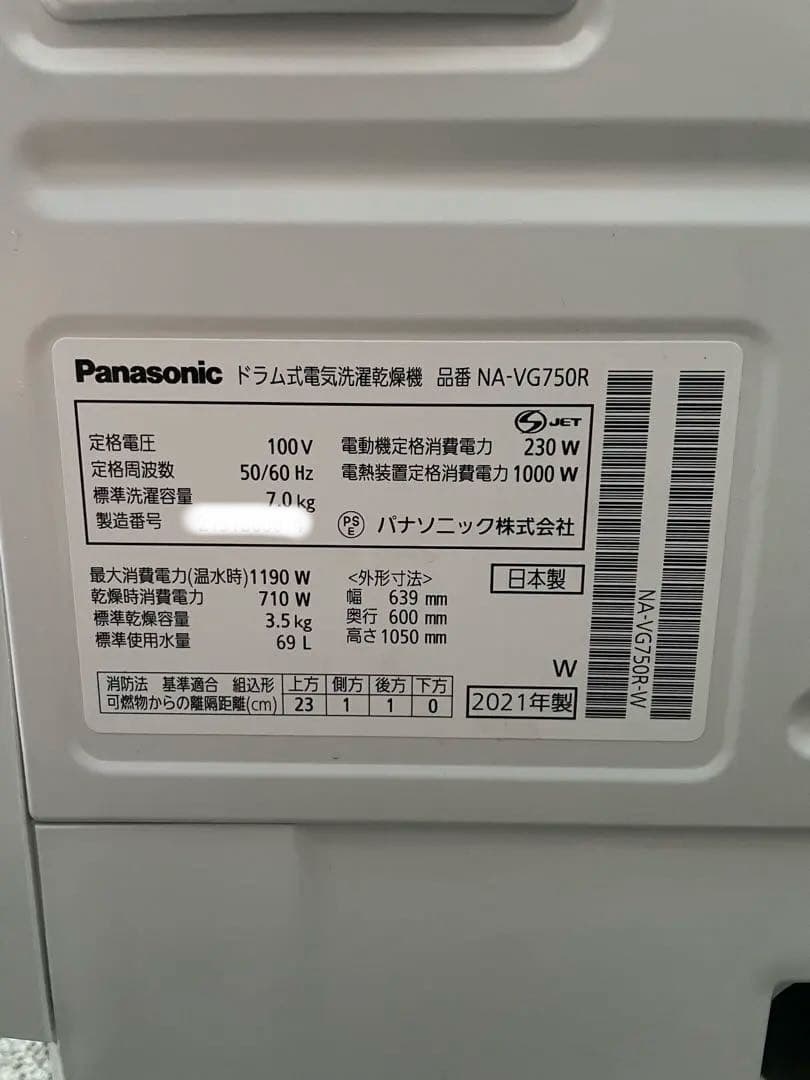 Panasonic ドラム式電気洗濯乾燥機 品番 NA-VG750R
S JET
定格電圧 100V 電動機定格消費電力 230 W
定格周波数 50/60 Hz 電熱装置定格消費電力 1000 W
標準洗濯容量 7.0kg
製造番号 PS E パナソニック株式会社
最大消費電力(温水時) 1190 W <外形寸法> 日本製
乾燥時消費電力 710 W 幅 639 mm
標準乾燥容量 3.5kg 奥行 600 mm
標準使用水量 69 L 高さ 1050 mm
W
消防法 基準適合 組込形 上方 側方 後方 下方
可燃物からの離隔距離(cm) 23 1 1 0
2021年製
NA-VG750R-W